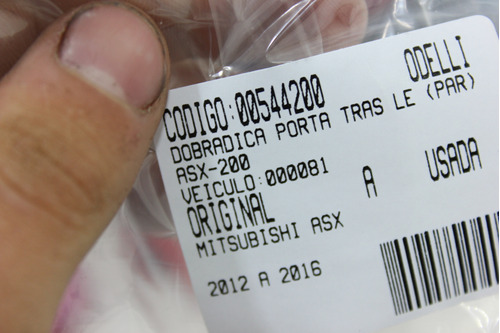 ODELLI
CODIGO:00544200
DOBRADICA PORTA TRAS LE (PAR)
ASX-200
VEICULO:000081 A USADA
ORIGINAL
MITSUBISHI ASX
2012 A 2016